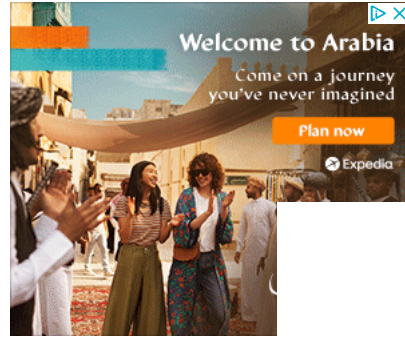 Welcome to Arabia
Come on a journey
you've never imagined
Plan now
Expedia